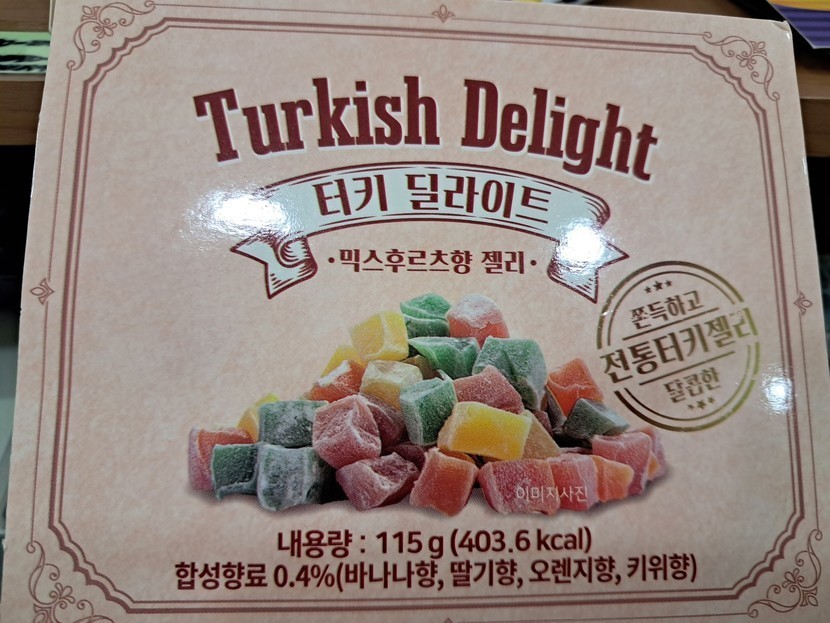 Turkish Delight
터키 딜라이트
·믹스후르츠향 젤리·
쫀득하고
전통터키젤리
달콤한
이미지사진
내용량 : 115 g (403.6 kcal)
합성향료 0.4%(바나나향, 딸기향, 오렌지향, 키위향)